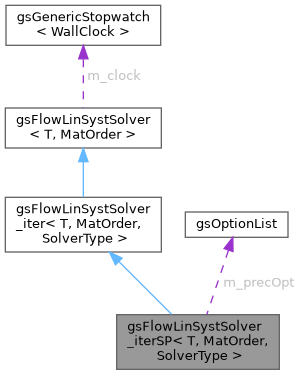 gsGenericStopwatch
< WallClock >
m_clock
gsFlowLinSystSolver
< T, MatOrder >
gsFlowLinSystSolver
_iter< T, MatOrder,
SolverType >
gsOptionList
m_precOpt
gsFlowLinSystSolver
_iterSP< T, MatOrder,
SolverType >